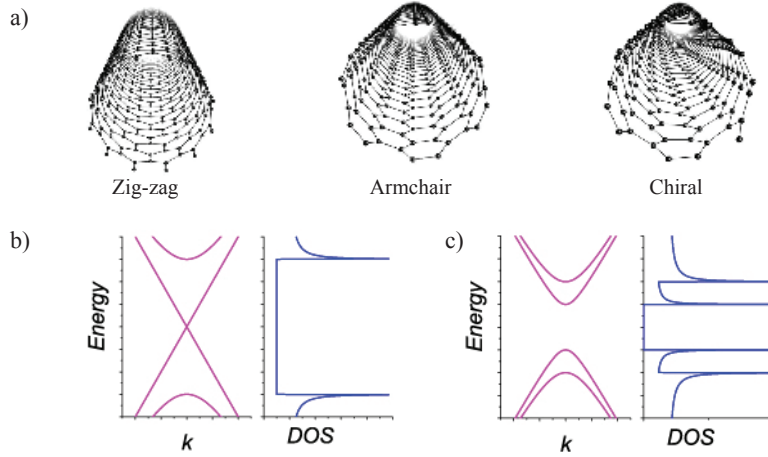 a)
Zig-zag
Armchair
Chiral
b)
Energy
k
DOS
c)
Energy
k
DOS